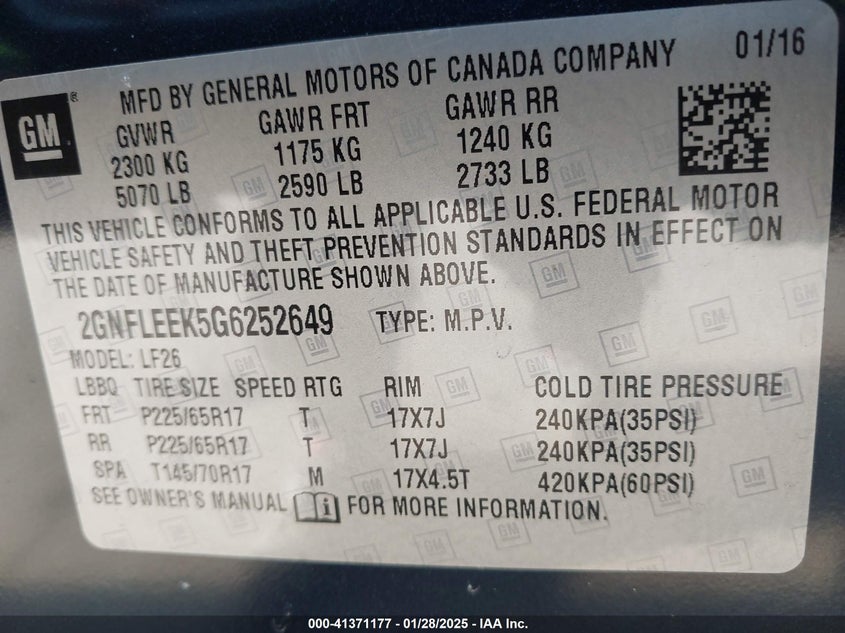 MFD BY GENERAL MOTORS OF CANADA COMPANY 01/16
GM ®
GVWR GAWR FRT GAWR RR
2300 KG 1175 KG 1240 KG
5070 LB 2590 LB 2733 LB
THIS VEHICLE CONFORMS TO ALL APPLICABLE U.S. FEDERAL MOTOR
VEHICLE SAFETY AND THEFT PREVENTION STANDARDS IN EFFECT ON
THE DATE OF MANUFACTURE SHOWN ABOVE.
2GNFLEEK5G6252649 TYPE: M.P.V.
MODEL: LF26
LBBQ TIRE SIZE SPEED RTG RIM COLD TIRE PRESSURE
FRT P225/65R17 T 17X7J 240KPA(35PSI)
RR P225/65R17 T 17X7J 240KPA(35PSI)
SPA T145/70R17 M 17X4.5T 420KPA(60PSI)
SEE OWNER'S MANUAL i FOR MORE INFORMATION.
000-41371177 - 01/28/2025 - IAA Inc.